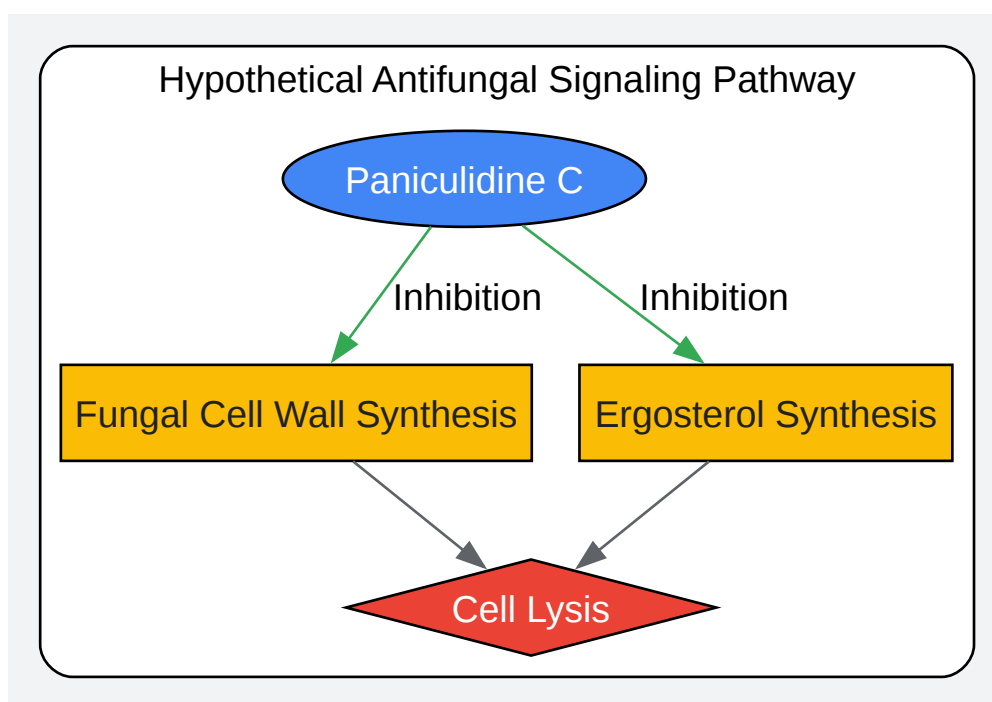 Hypothetical Antifungal Signaling Pathway
Paniculidine C
Inhibition
Inhibition
Fungal Cell Wall Synthesis
Ergosterol Synthesis
Cell Lysis